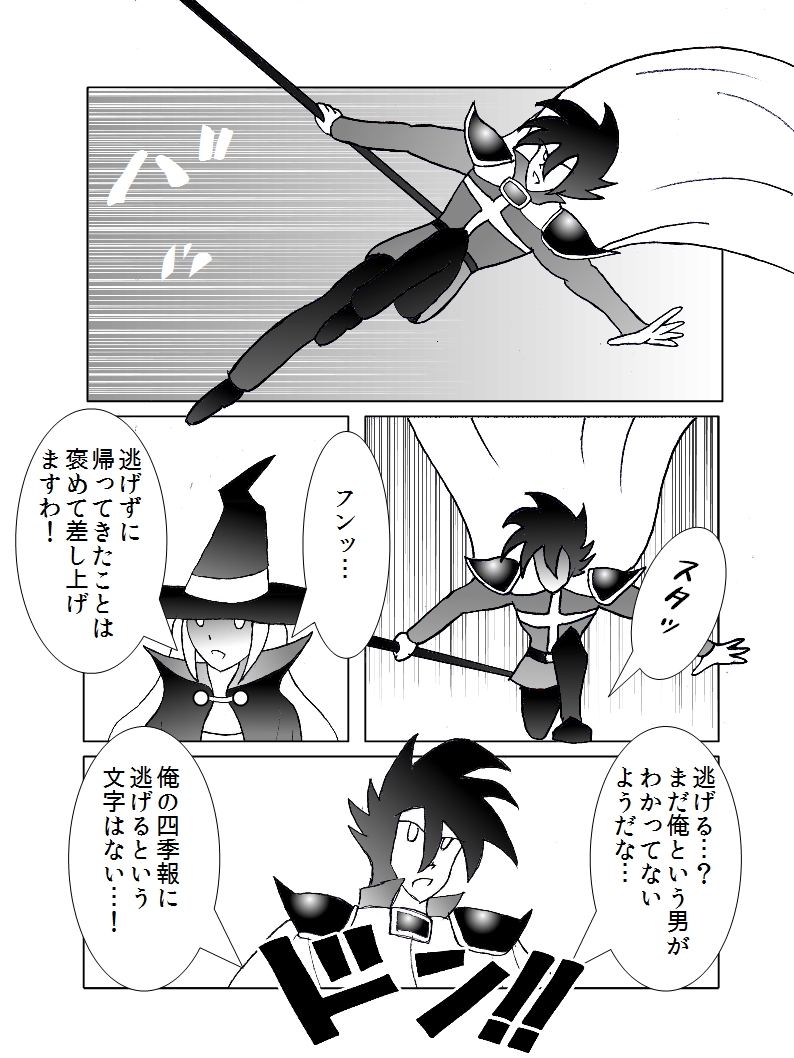 バッ
バッ
スタッ
フンッ…
逃げずに
帰ってきたことは
褒めて差し上げ
ますわ！
逃げる…？
まだ俺という男が
わかってない
ようだな…
俺の四季報に
逃げるという
文字はない…！
ドン!!